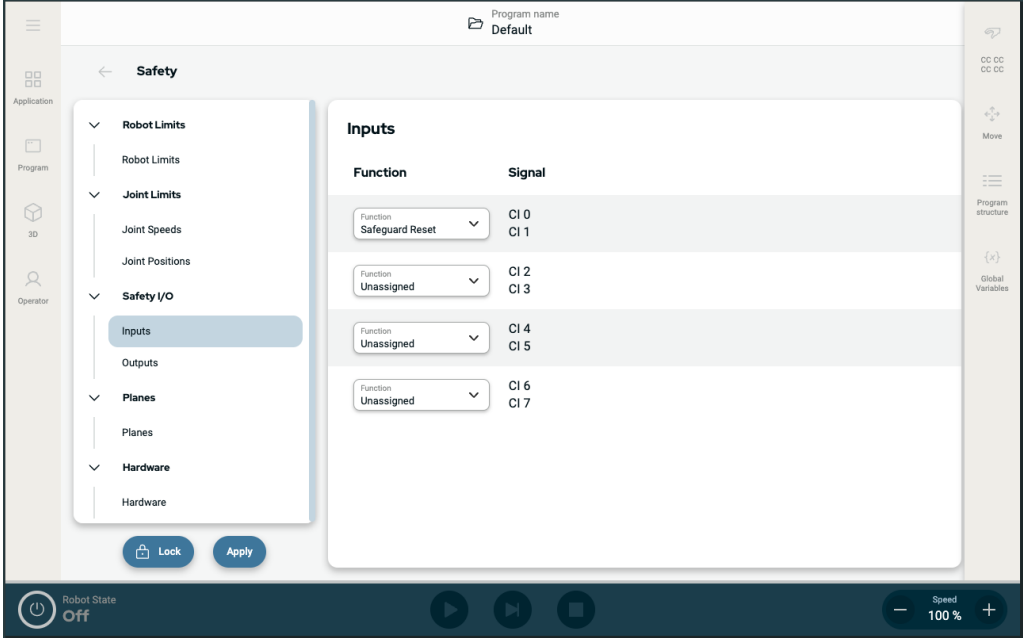 Program name
Default
Application
Program
3D
Operator
Safety
Robot Limits
Robot Limits
Joint Limits
Joint Speeds
Joint Positions
Safety I/O
Inputs
Outputs
Planes
Planes
Hardware
Hardware
Lock
Apply
Inputs
Function Signal
Function
Safeguard Reset
CI 0
CI 1
Function
Unassigned
CI 2
CI 3
Function
Unassigned
CI 4
CI 5
Function
Unassigned
CI 6
CI 7
CC CC
CC CC
Move
Program
structure
{x}
Global
Variables
Robot State
Off
Speed
100 %